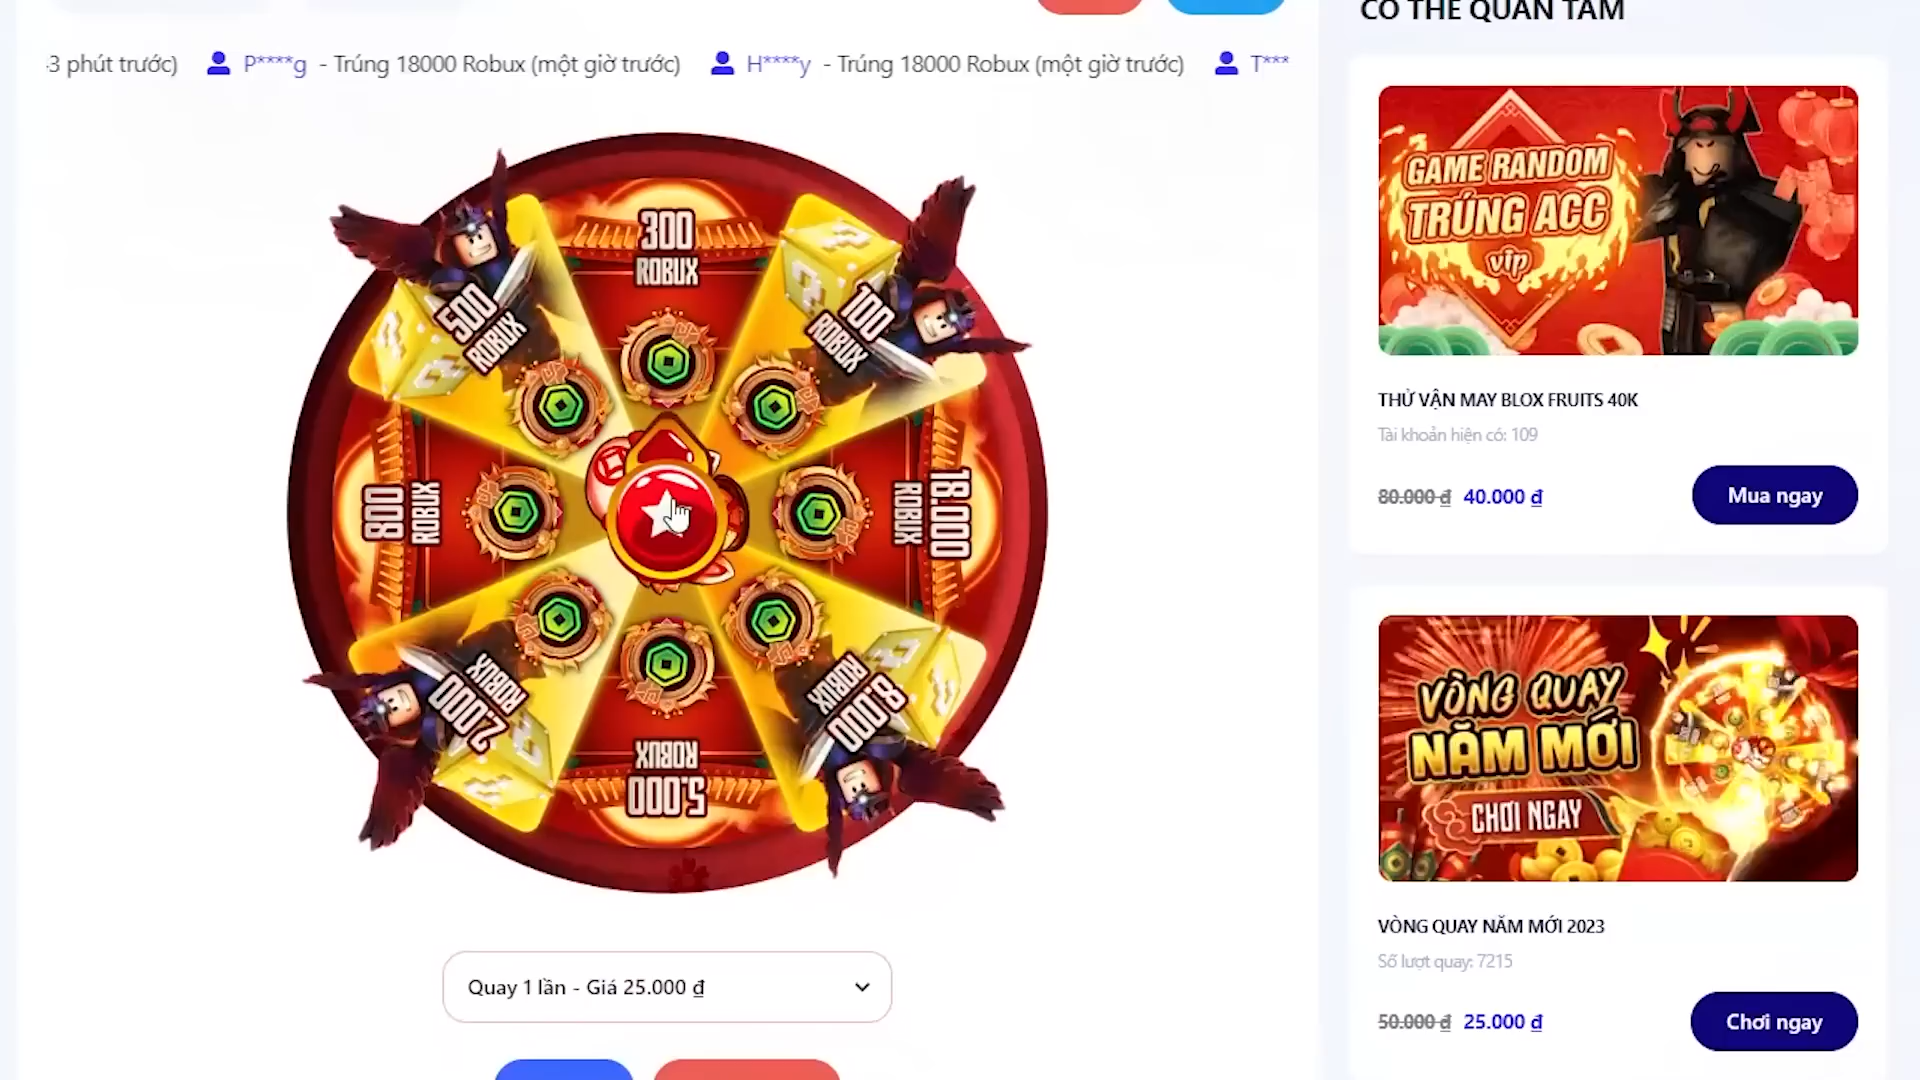 CÓ THỂ QUAN TÂM
3 phút trước)
P****g - Trúng 18000 Robux (một giờ trước)
H****y - Trúng 18000 Robux (một giờ trước)
T***
300
ROBUX
100
ROBUX
18.000
ROBUX
8.000
ROBUX
5.000
ROBUX
2.000
ROBUX
800
ROBUX
500
ROBUX
Quay 1 lần - Giá 25.000 ₫
GAME RANDOM
TRÚNG ACC
vip
THỬ VẬN MAY BLOX FRUITS 40K
Tài khoản hiện có: 109
80.000 ₫ 40.000 ₫
Mua ngay
VÒNG QUAY
NĂM MỚI
CHƠI NGAY
VÒNG QUAY NĂM MỚI 2023
Số lượt quay: 7215
50.000 ₫ 25.000 ₫
Chơi ngay